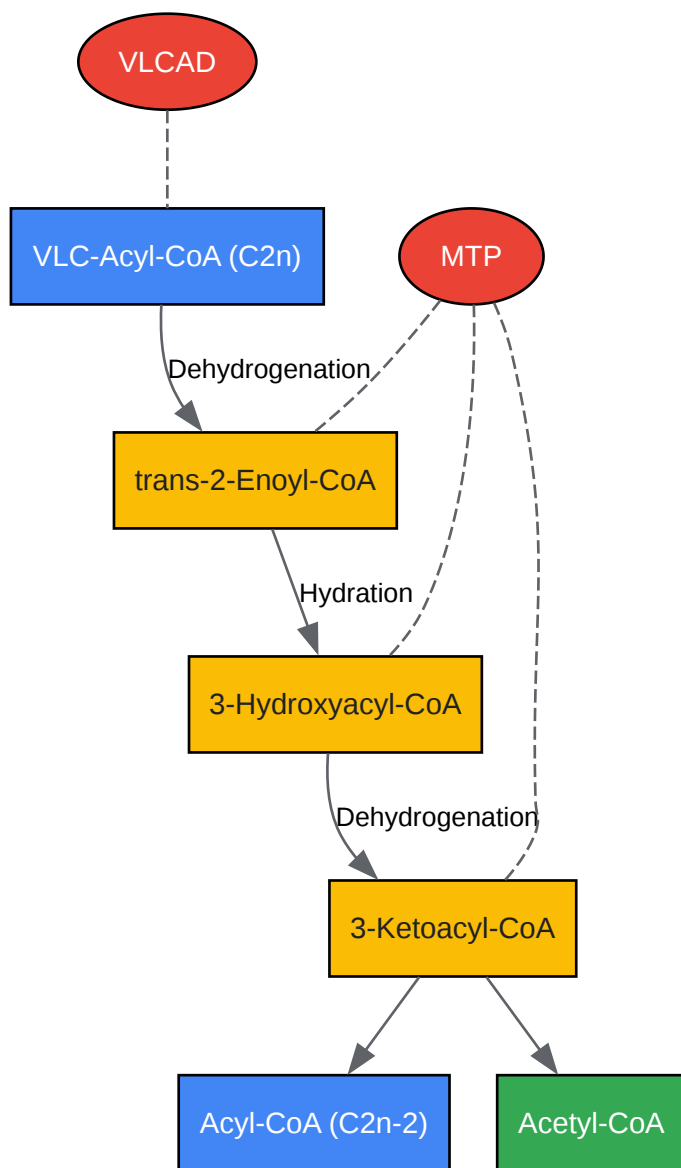 VLCAD
VLC-Acyl-CoA (C2n)
MTP
Dehydrogenation
trans-2-Enoyl-CoA
Hydration
3-Hydroxyacyl-CoA
Dehydrogenation
3-Ketoacyl-CoA
Acyl-CoA (C2n-2)
Acetyl-CoA